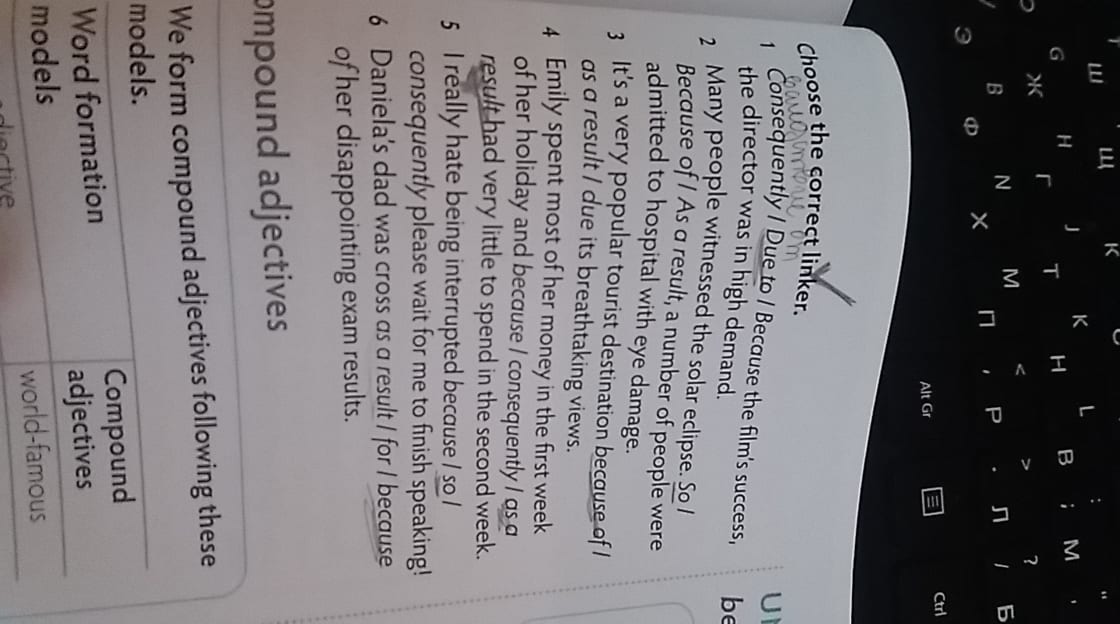 Ш Щ K
G H J K L : "
Ж Г Т Н В ; М '
B N M < > ?
Э Ф Х П , Р . Л / Б
Alt Gr Ctrl
Choose the correct linker.
1 Consequently / Due to / Because the film's success,
the director was in high demand.
2 Many people witnessed the solar eclipse. So /
Because of / As a result, a number of people were
admitted to hospital with eye damage.
3 It's a very popular tourist destination because of /
as a result / due its breathtaking views.
4 Emily spent most of her money in the first week
of her holiday and because / consequently / as a
result had very little to spend in the second week.
5 I really hate being interrupted because / so /
consequently please wait for me to finish speaking!
6 Daniela's dad was cross as a result / for / because
of her disappointing exam results.
ompound adjectives
We form compound adjectives following these
models.
Word formation
models
Compound
adjectives
world-famous
be